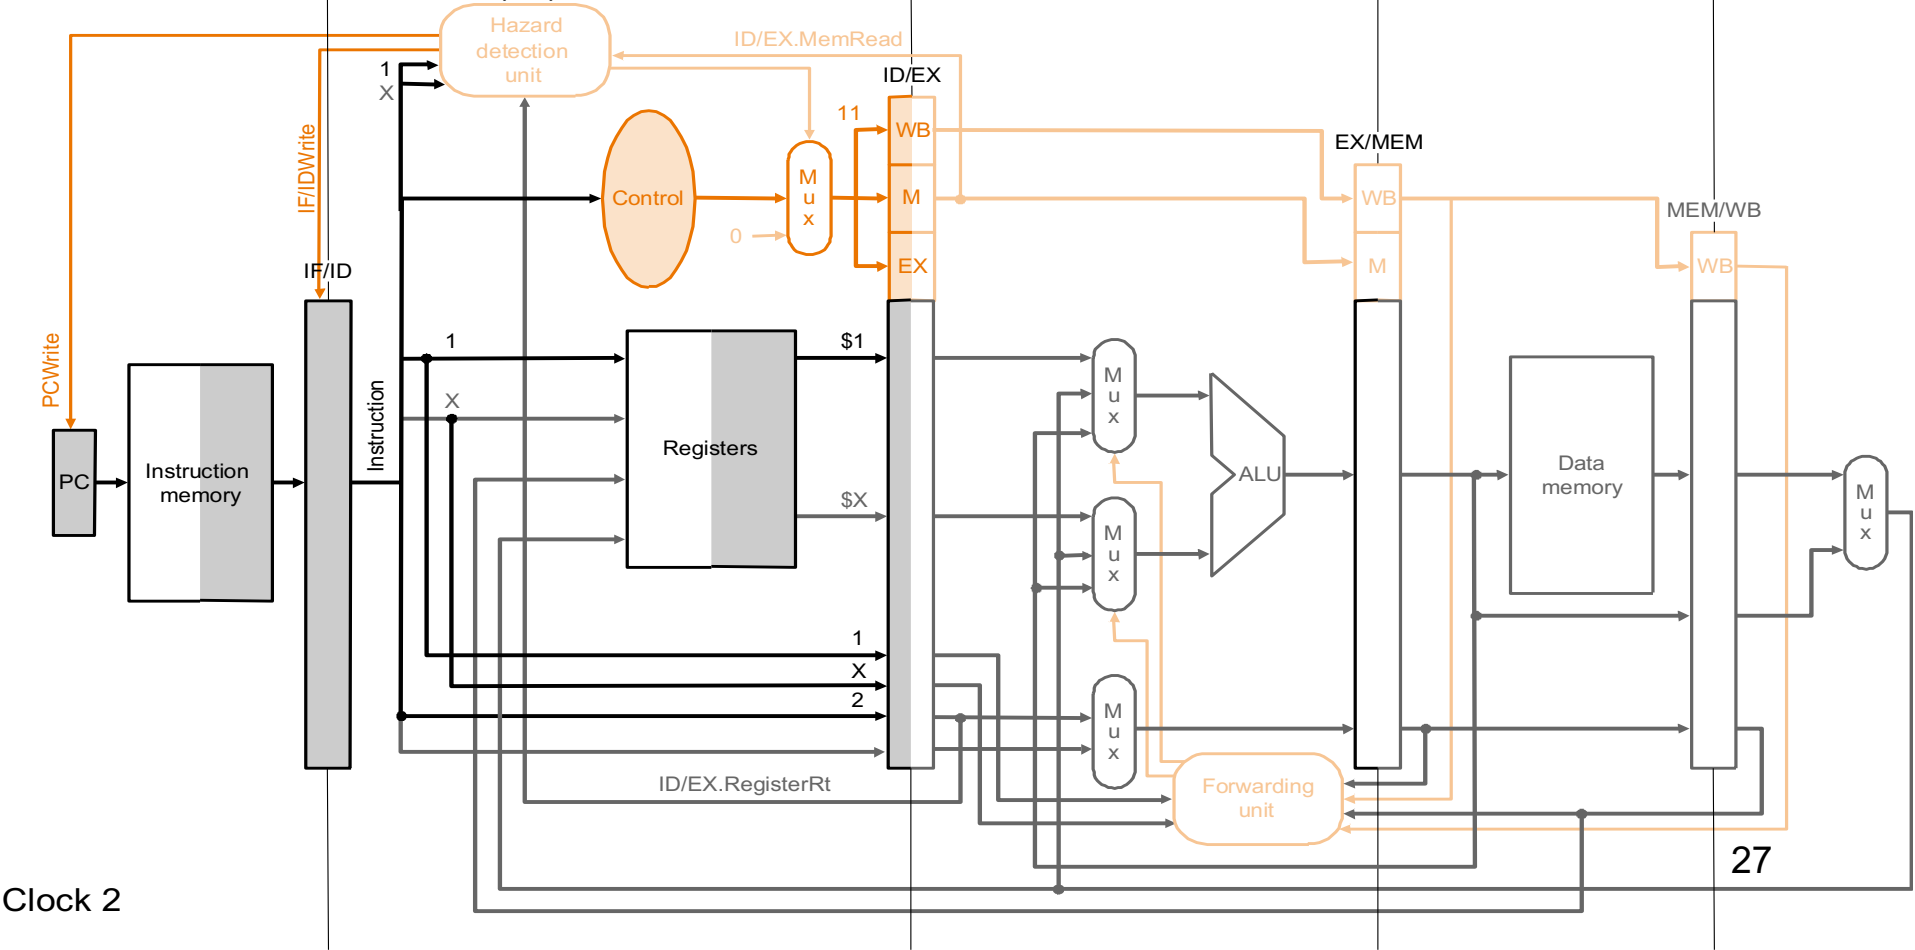 Hazard
detection
unit
ID/EX.MemRead
1
X
ID/EX
11
WB
IF/IDWrite
EX/MEM
M
u
x
Control
M
WB
MEM/WB
0
EX
M
WB
IF/ID
PCWrite
1
$1
Instruction
M
u
x
X
Registers
PC
Instruction
memory
ALU
Data
memory
$X
M
u
x
M
u
x
1
X
2
M
u
x
ID/EX.RegisterRt
Forwarding
unit
27
Clock 2